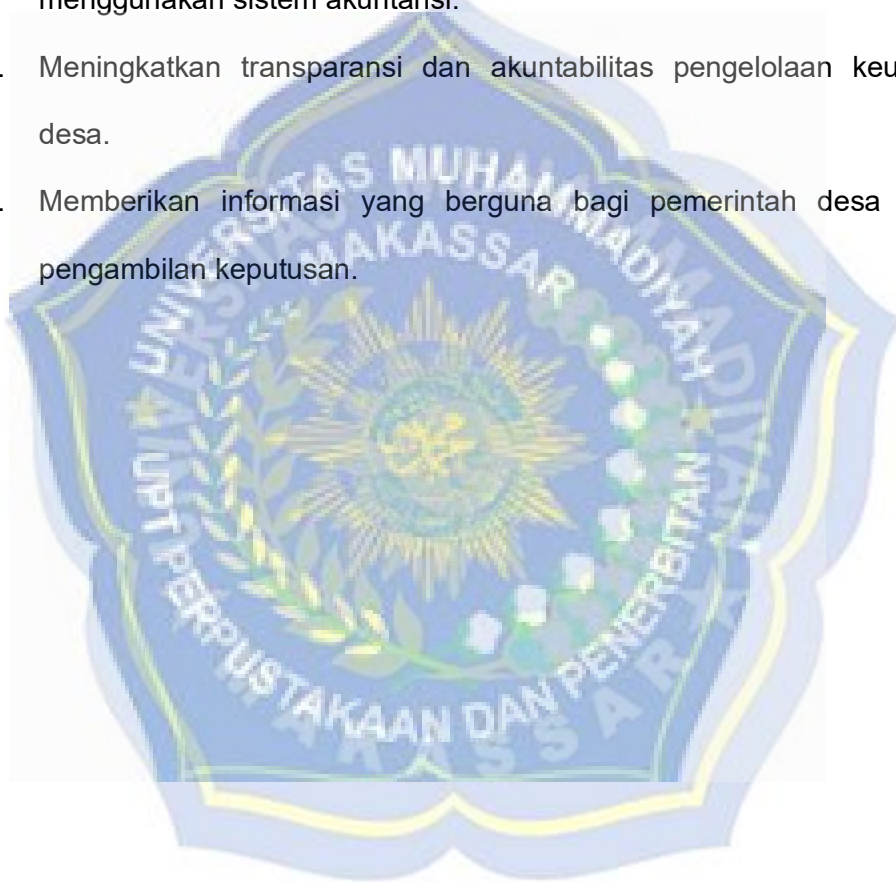 menggunakan sistem akuntansi.
. Meningkatkan transparansi dan akuntabilitas pengelolaan keu
desa.
. Memberikan informasi yang berguna bagi pemerintah desa
pengambilan keputusan.
UNIVERSITAS MUHAMMADIYAH
MAKASSAR
UPT PERPUSTAKAAN DAN PENERBITAN